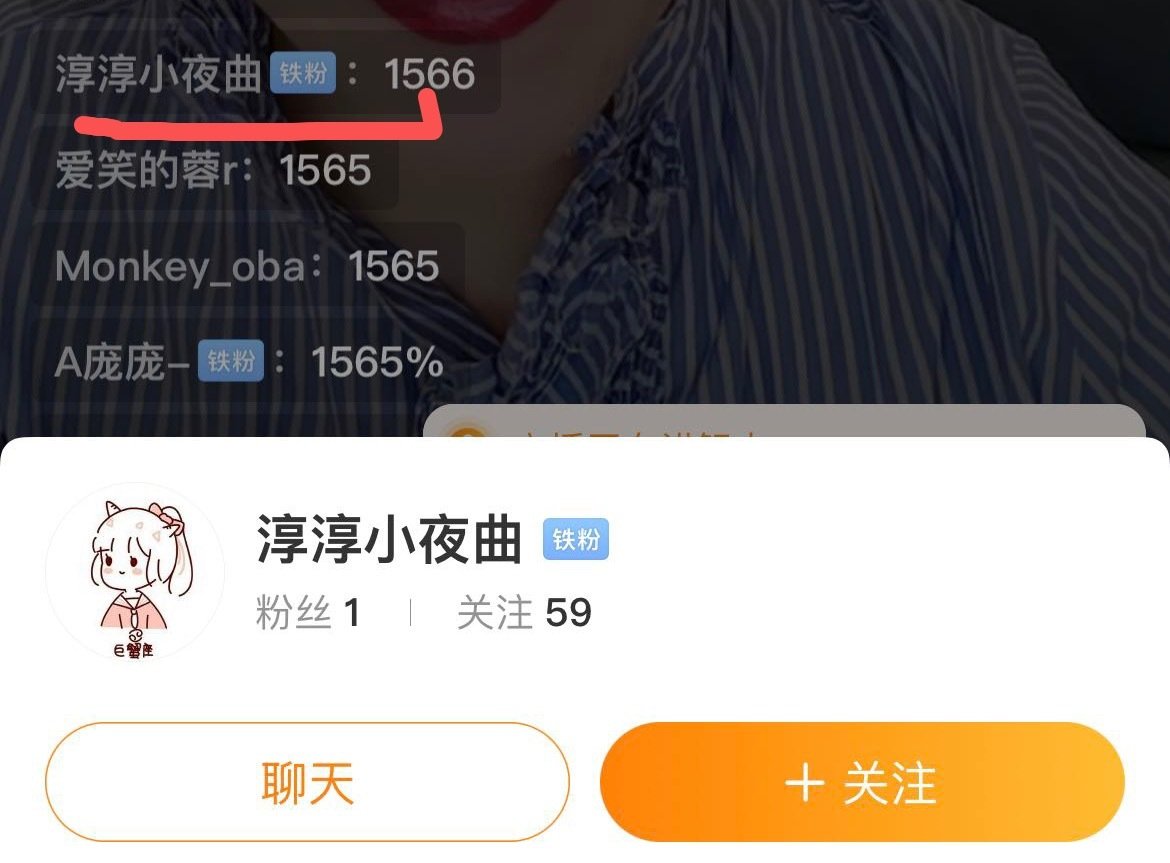 淳淳小夜曲 铁粉 : 1566
爱笑的蓉r: 1565
Monkey_oba: 1565
A庞庞– 铁粉 : 1565%
淳淳小夜曲 铁粉
粉丝 1 | 关注 59
巨蟹座
聊天
+ 关注